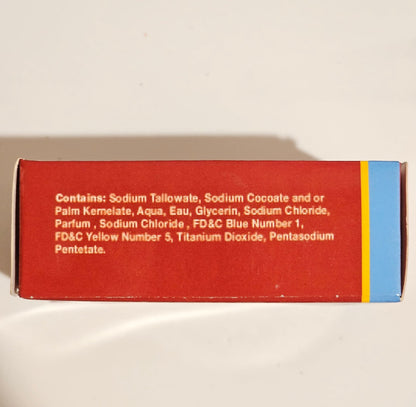 Contains: Sodium Tallowate, Sodium Cocoate and or
Palm Kernelate, Aqua, Eau, Glycerin, Sodium Chloride,
Parfum , Sodium Chloride , FD&C Blue Number 1,
FD&C Yellow Number 5, Titanium Dioxide, Pentasodium
Pentetate.